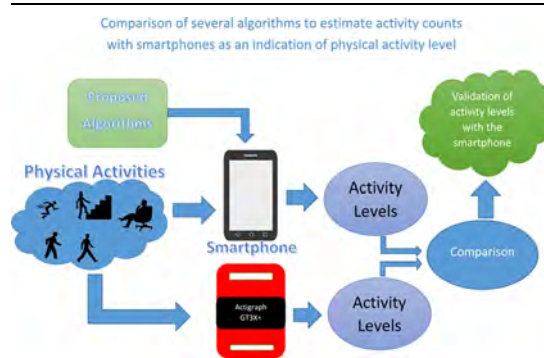 Comparison of several algorithms to estimate activity counts
with smartphones as an indication of physical activity level
Proposed
Algorithms
Validation of
activity levels
with the
smartphone
Physical Activities
Activity
Levels
Smartphone
Comparison
Actigraph
GT3X+
Activity
Levels